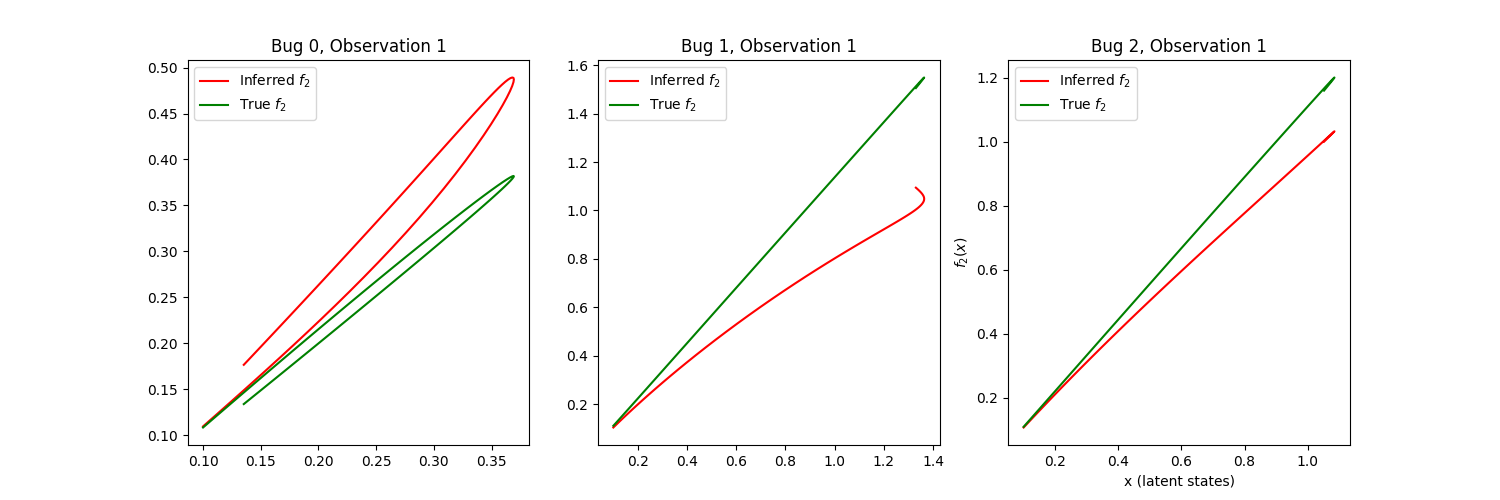 Bug 0, Observation 1
Inferred f₂
True f₂
0.50
0.45
0.40
0.35
0.30
0.25
0.20
0.15
0.10
0.10 0.15 0.20 0.25 0.30 0.35
Bug 1, Observation 1
Inferred f₂
True f₂
1.6
1.4
1.2
1.0
0.8
0.6
0.4
0.2
0.2 0.4 0.6 0.8 1.0 1.2 1.4
Bug 2, Observation 1
Inferred f₂
True f₂
f₂(x)
1.2
1.0
0.8
0.6
0.4
0.2
0.2 0.4 0.6 0.8 1.0
x (latent states)